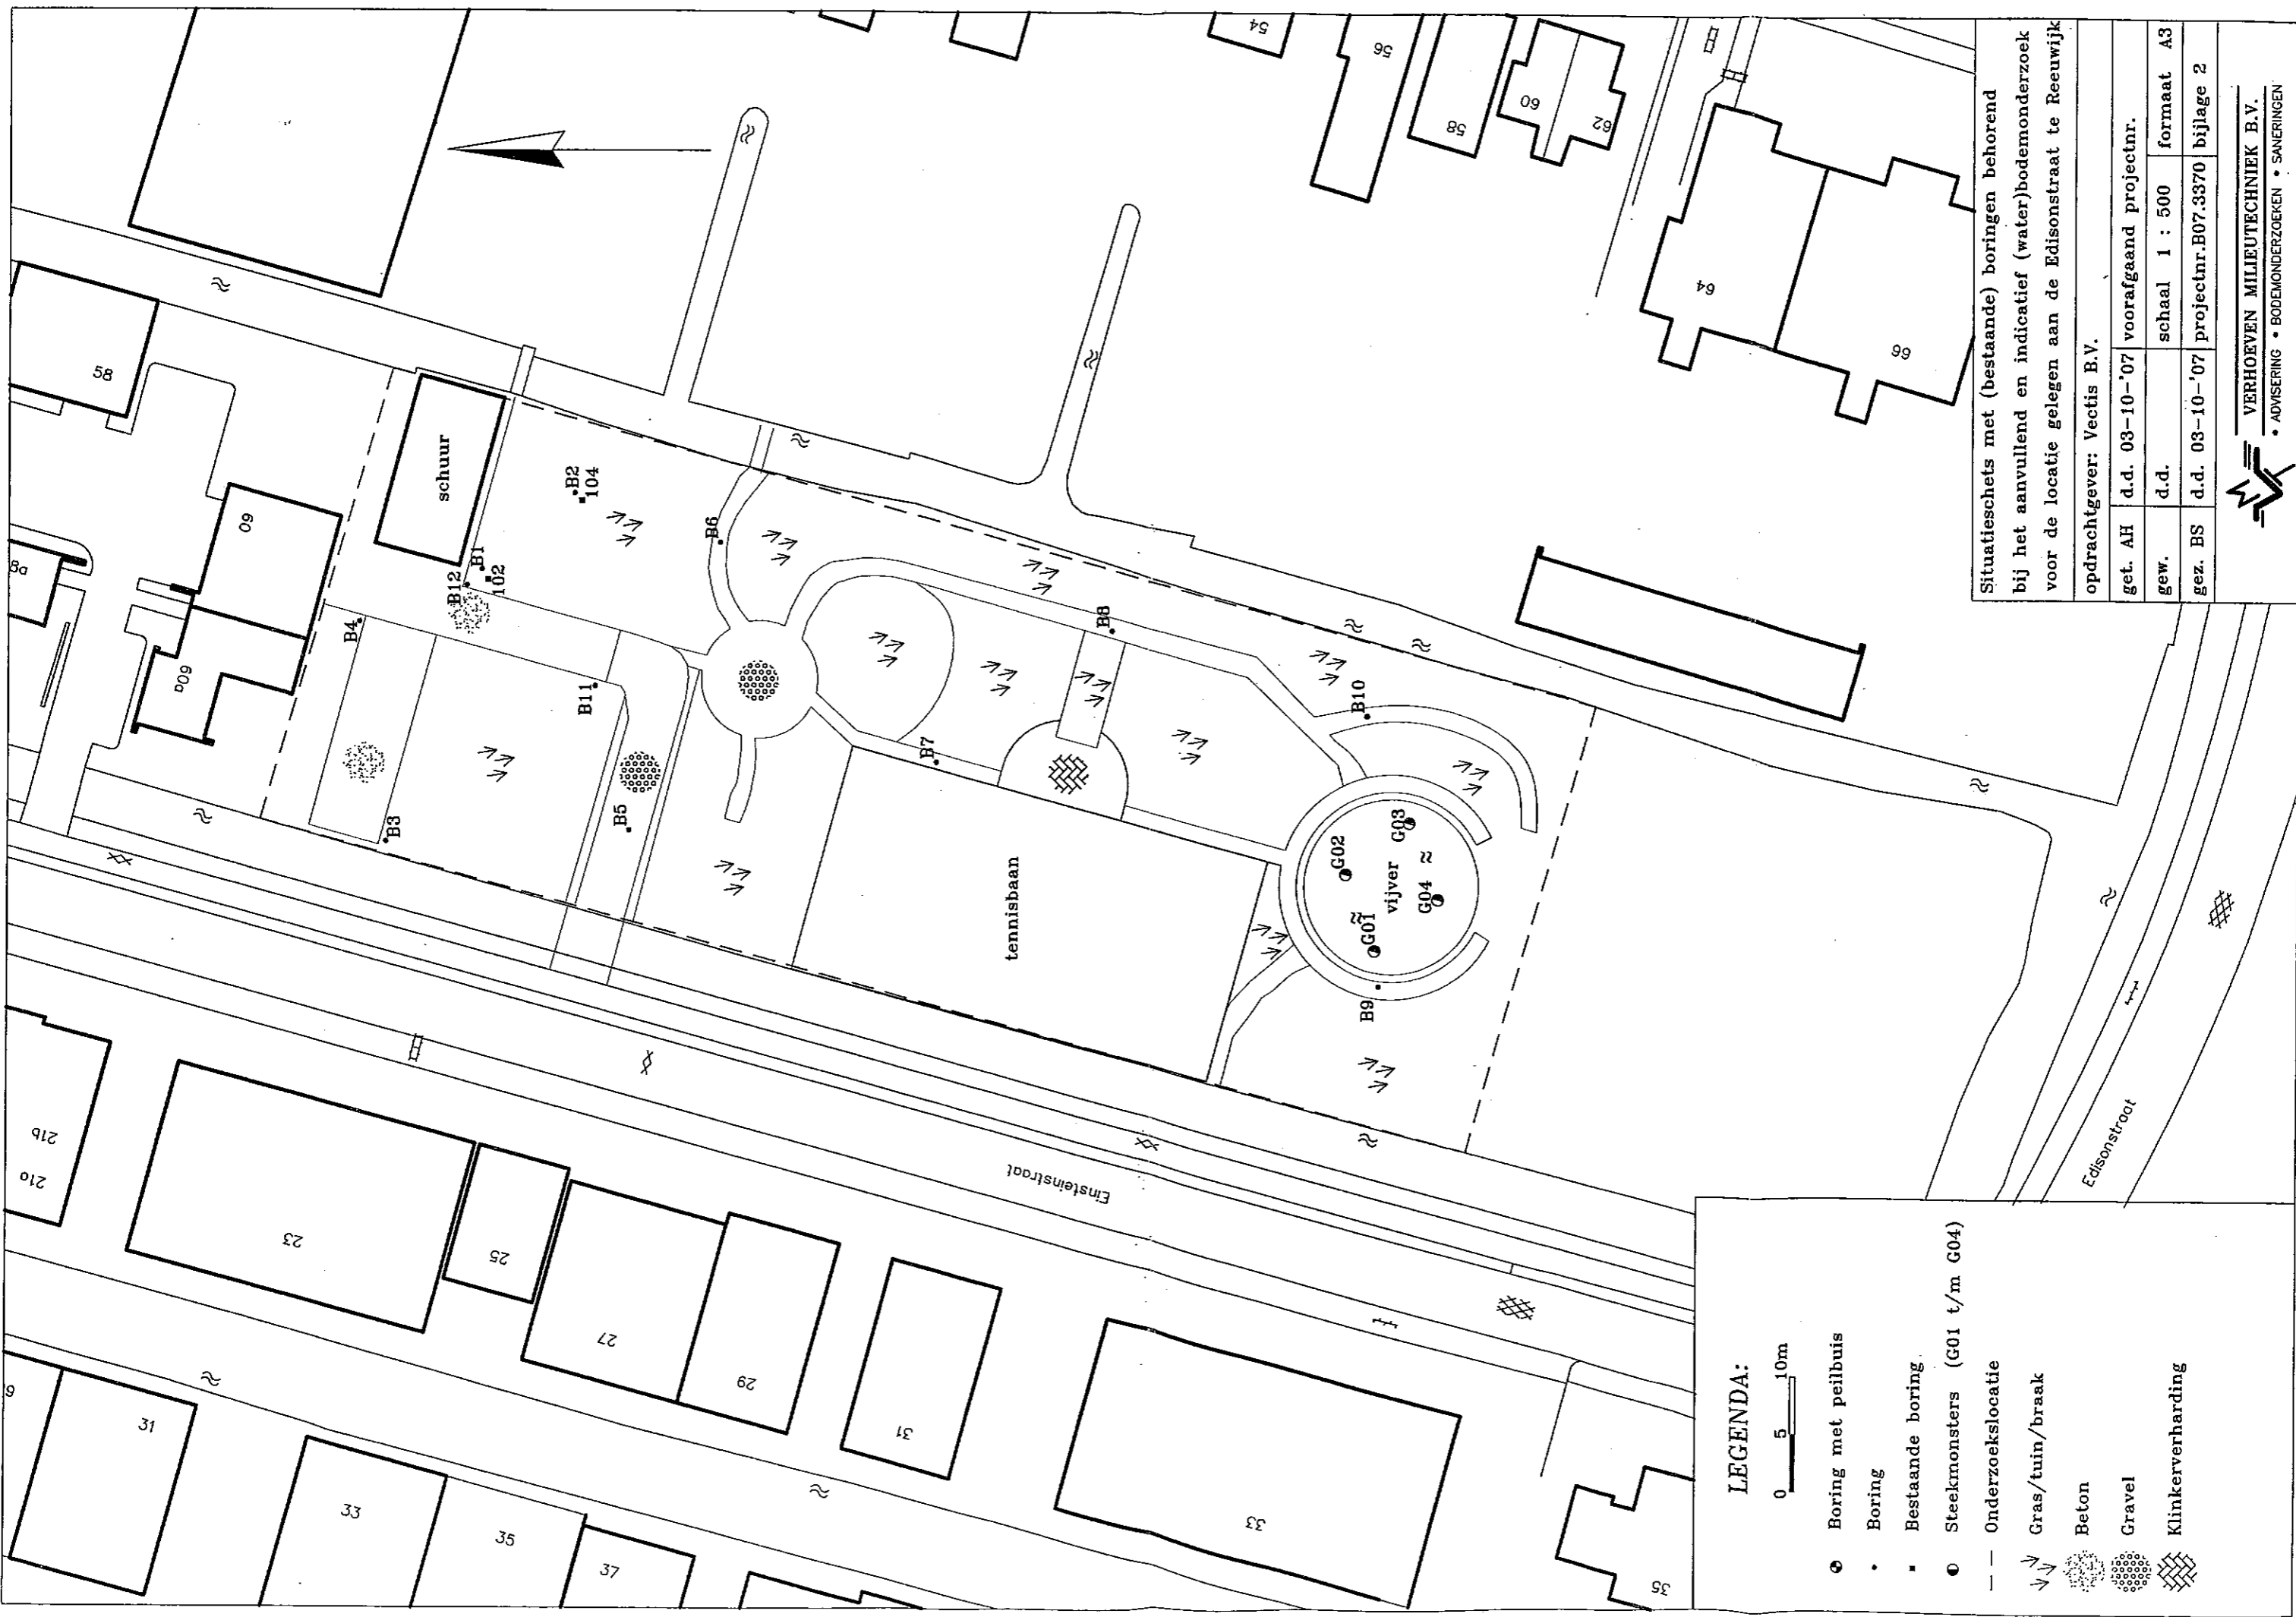 Situatieschets met (bestaande) boringen behorend
bij het aanvullend en indicatief (water)bodemonderzoek
voor de locatie gelegen aan de Edisonstraat te Reeuwijk
opdrachtgever: Vectis B.V.
get. AH d.d. 03-10-'07 voorafgaand projectnr.
gew. d.d. schaal 1 : 500 formaat A3
gez. BS d.d. 03-10-'07 projectnr.B07.3370 bijlage 2
VERHOEVEN MILIEUTECHNIEK B.V.
• ADVISERING • BODEMONDERZOEKEN • SANERINGEN
LEGENDA:
0 5 10m
Boring met peilbuis
Boring
Bestaande boring
Steekmonsters (G01 t/m G04)
Onderzoekslocatie
Gras/tuin/braak
Beton
Gravel
Klinkerverharding
schuur
tennisbaan
vijver
Einsteinstraat
Edisonstraat
B1
102
B12
B2
104
B3
B4
B5
B6
B7
B8
B9
B10
B11
G01
G02
G03
G04
54
56
58
60
62
64
66
58
60
60a
21b
21a
23
25
27
29
31
33
35
31
33
35
37